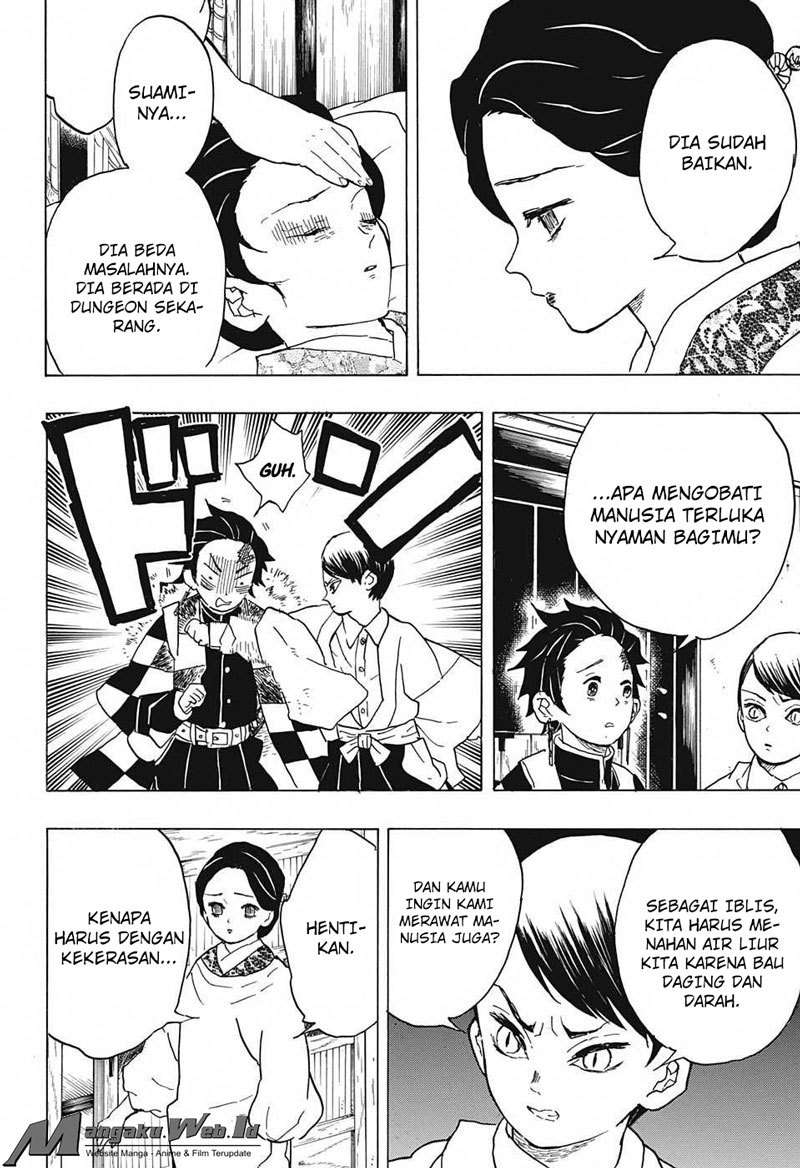 DIA SUDAH
BAIKAN.
SUAMI-
NYA...
DIA BEDA
MASALAHNYA.
DIA BERADA DI
DUNGEON SEKA-
RANG.
...APA MENGOBATI
MANUSIA TERLUKA
NYAMAN BAGIMU?
ドゴン
GUH.
SEBAGAI IBLIS,
KITA HARUS ME-
NAHAN AIR LIUR
KITA KARENA BAU
DAGING DAN
DARAH.
DAN KAMU
INGIN KAMI
MERAWAT MA-
NUSIA JUGA?
HENTI-
KAN.
KENAPA
HARUS DENGAN
KEKERASAN...
Mangaku.Web.Id
Website Manga - Anime & Film Terupdate